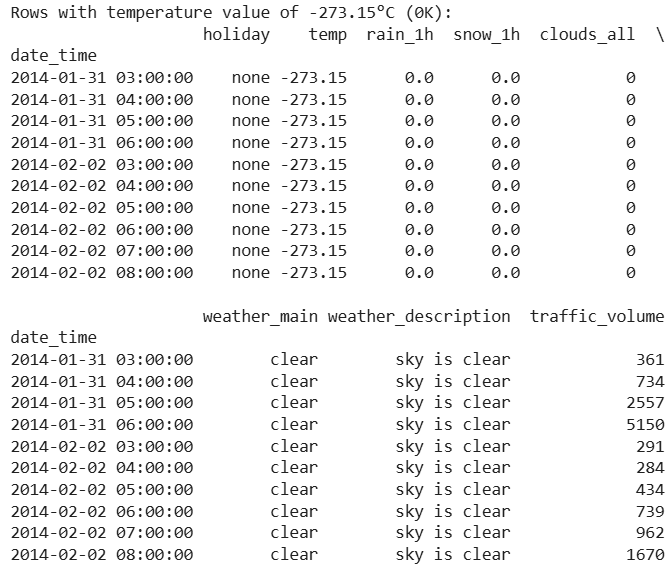 Rows with temperature value of -273.15°C (0K):
                    holiday    temp  rain_1h  snow_1h  clouds_all  \
date_time
2014-01-31 03:00:00    none -273.15      0.0      0.0           0
2014-01-31 04:00:00    none -273.15      0.0      0.0           0
2014-01-31 05:00:00    none -273.15      0.0      0.0           0
2014-01-31 06:00:00    none -273.15      0.0      0.0           0
2014-02-02 03:00:00    none -273.15      0.0      0.0           0
2014-02-02 04:00:00    none -273.15      0.0      0.0           0
2014-02-02 05:00:00    none -273.15      0.0      0.0           0
2014-02-02 06:00:00    none -273.15      0.0      0.0           0
2014-02-02 07:00:00    none -273.15      0.0      0.0           0
2014-02-02 08:00:00    none -273.15      0.0      0.0           0

                    weather_main weather_description  traffic_volume
date_time
2014-01-31 03:00:00        clear        sky is clear             361
2014-01-31 04:00:00        clear        sky is clear             734
2014-01-31 05:00:00        clear        sky is clear            2557
2014-01-31 06:00:00        clear        sky is clear            5150
2014-02-02 03:00:00        clear        sky is clear             291
2014-02-02 04:00:00        clear        sky is clear             284
2014-02-02 05:00:00        clear        sky is clear             434
2014-02-02 06:00:00        clear        sky is clear             739
2014-02-02 07:00:00        clear        sky is clear             962
2014-02-02 08:00:00        clear        sky is clear            1670